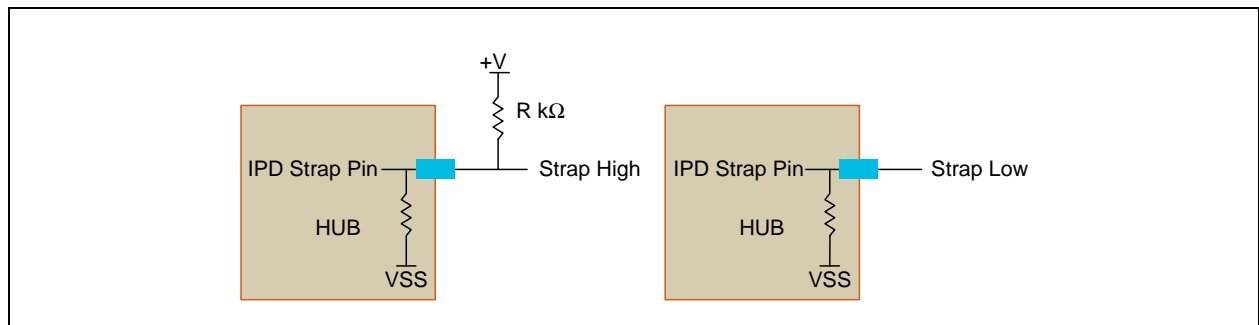 +V
R kΩ
IPD Strap Pin
Strap High
HUB
VSS
IPD Strap Pin
Strap Low
HUB
VSS